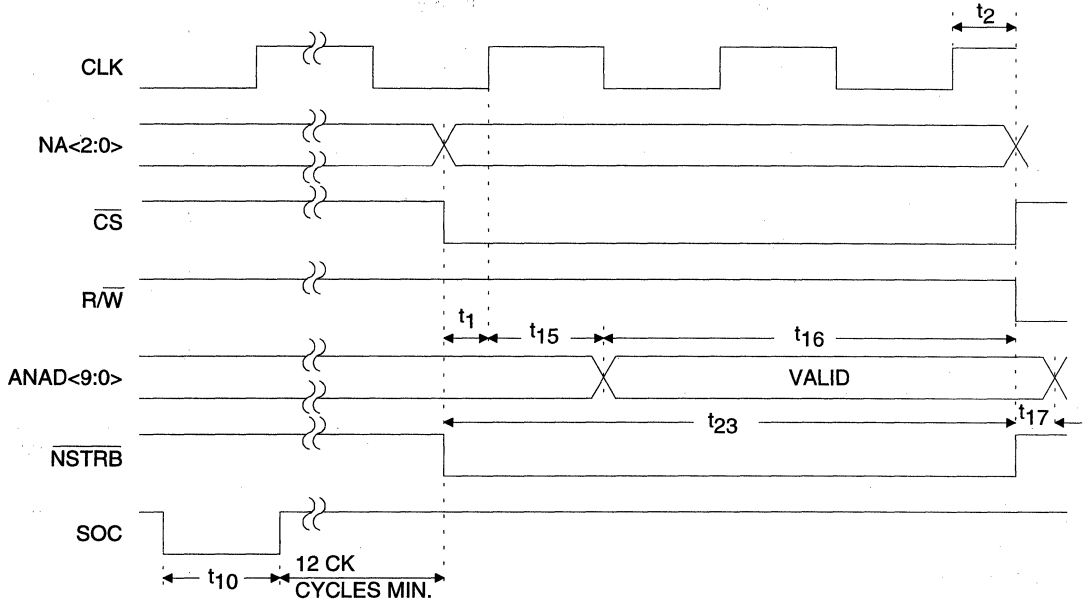 t2
CLK
NA<2:0>
CS
R/W
t1
t15
t16
ANAD<9:0>
VALID
t23
t17
NSTRB
SOC
t10
12 CK
CYCLES MIN.